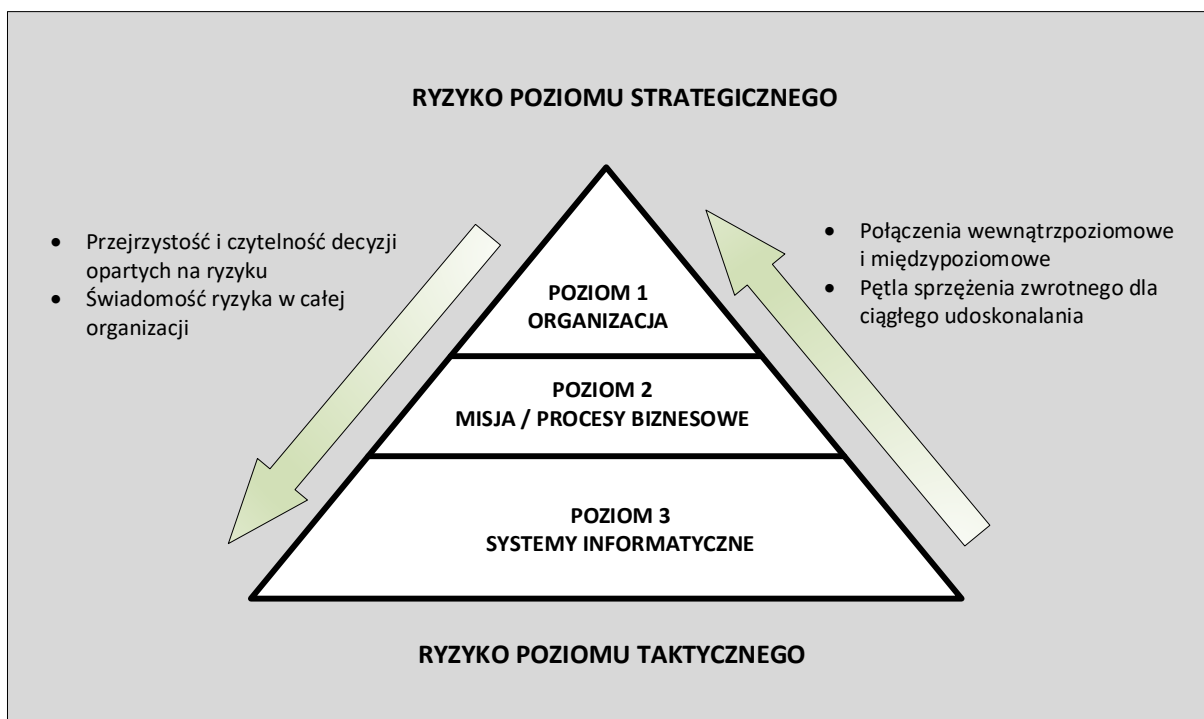 RYZYKO POZIOMU STRATEGICZNEGO
• Przejrzystość i czytelność decyzji
opartych na ryzyku
• Świadomość ryzyka w całej
organizacji
• Połączenia wewnątrzpoziomowe
i międzypoziomowe
• Pętla sprzężenia zwrotnego dla
ciągłego udoskonalania
POZIOM 1
ORGANIZACJA
POZIOM 2
MISJA / PROCESY BIZNESOWE
POZIOM 3
SYSTEMY INFORMATYCZNE
RYZYKO POZIOMU TAKTYCZNEGO